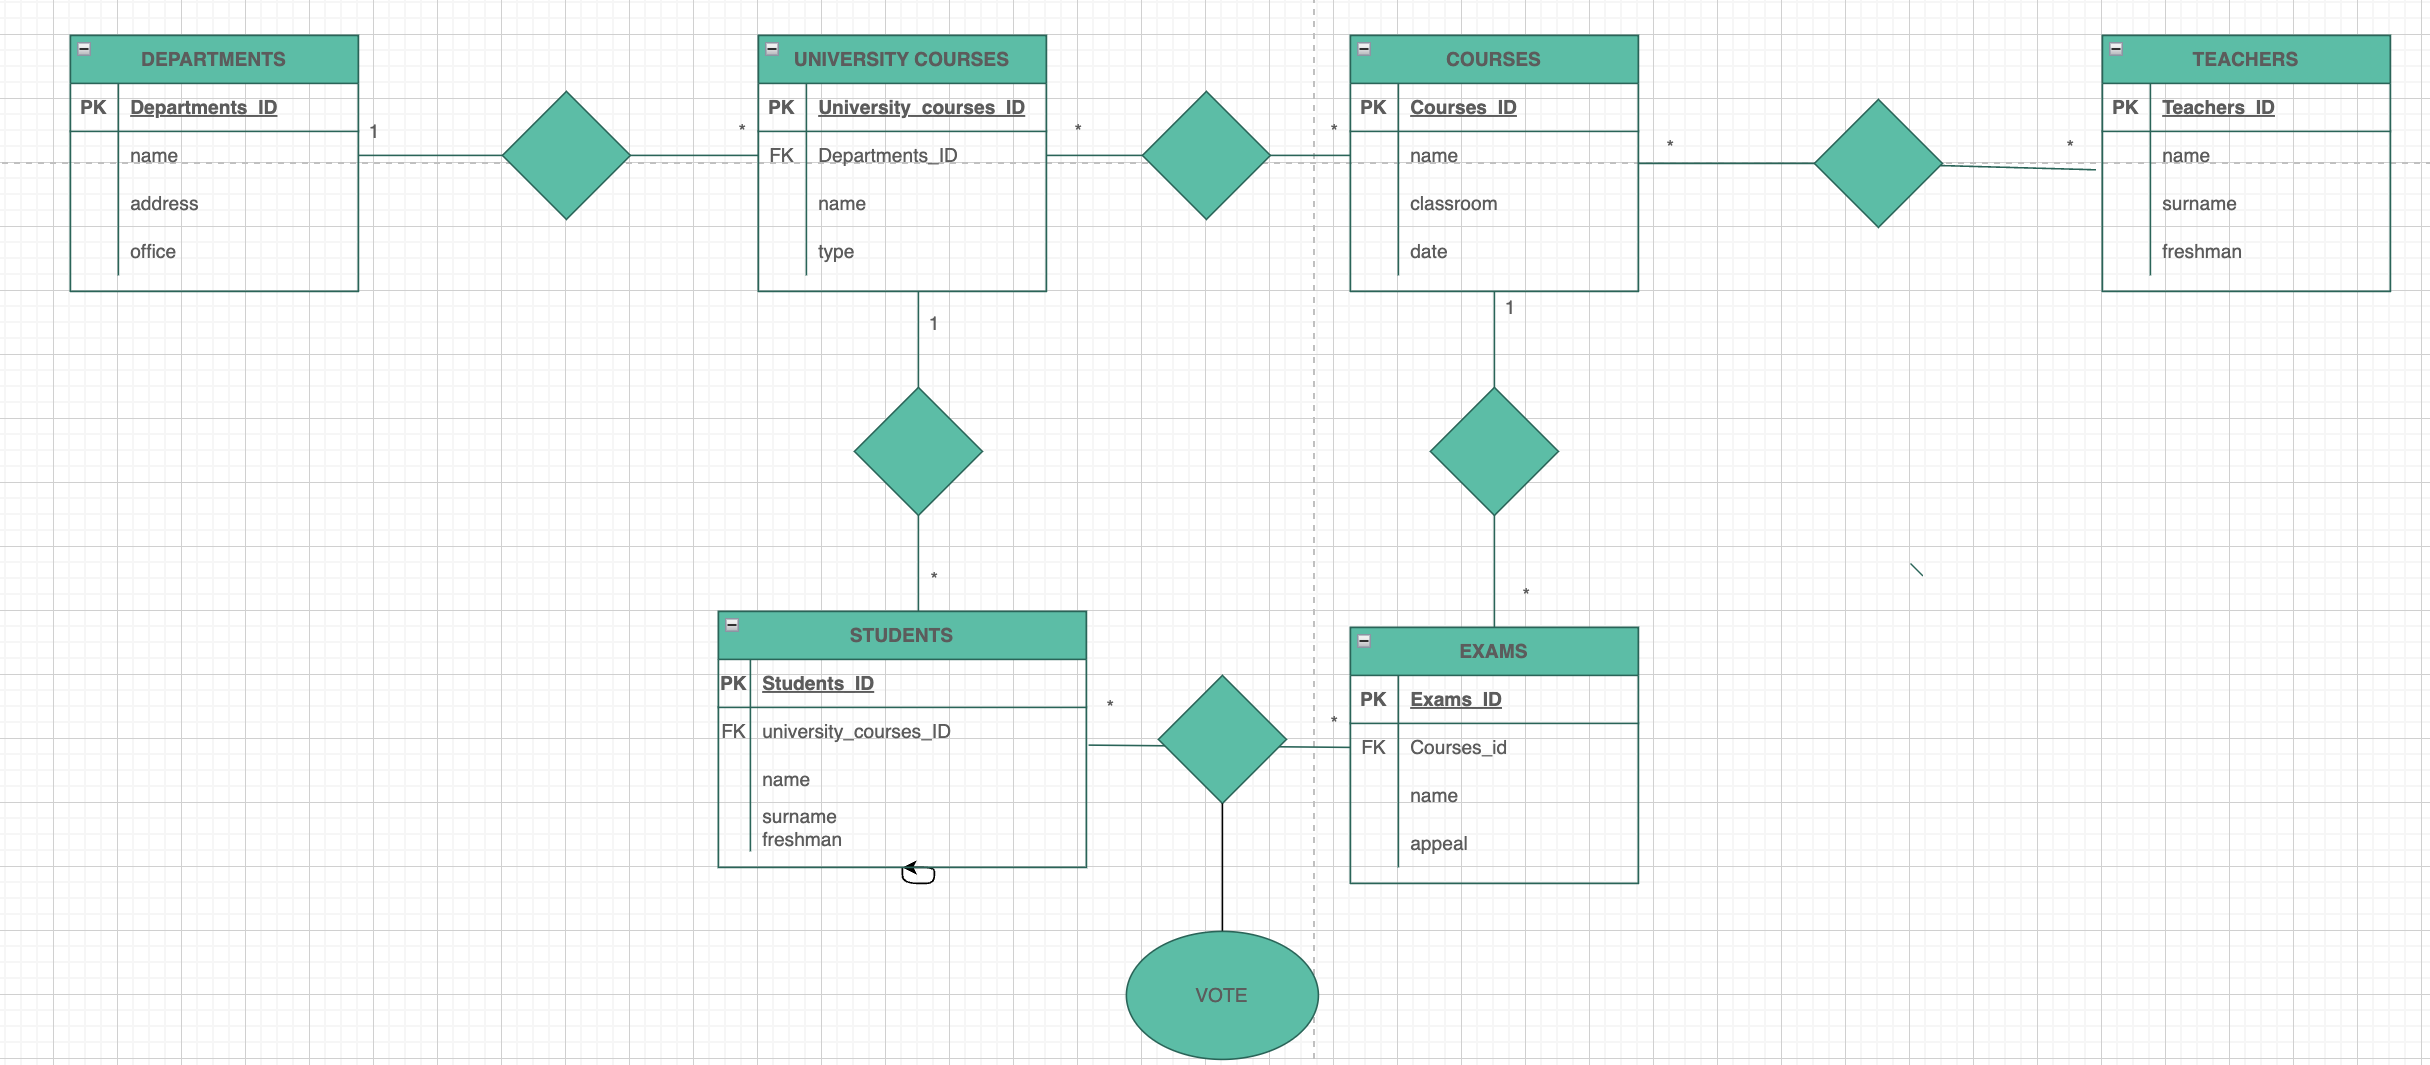 DEPARTMENTS
PK Departments_ID
name
address
office
1
*
UNIVERSITY COURSES
PK University_courses_ID
FK Departments_ID
name
type
*
*
COURSES
PK Courses_ID
name
classroom
date
*
*
TEACHERS
PK Teachers_ID
name
surname
freshman
1
*
1
*
STUDENTS
PK Students_ID
FK university_courses_ID
name
surname
freshman
*
*
EXAMS
PK Exams_ID
FK Courses_id
name
appeal
VOTE